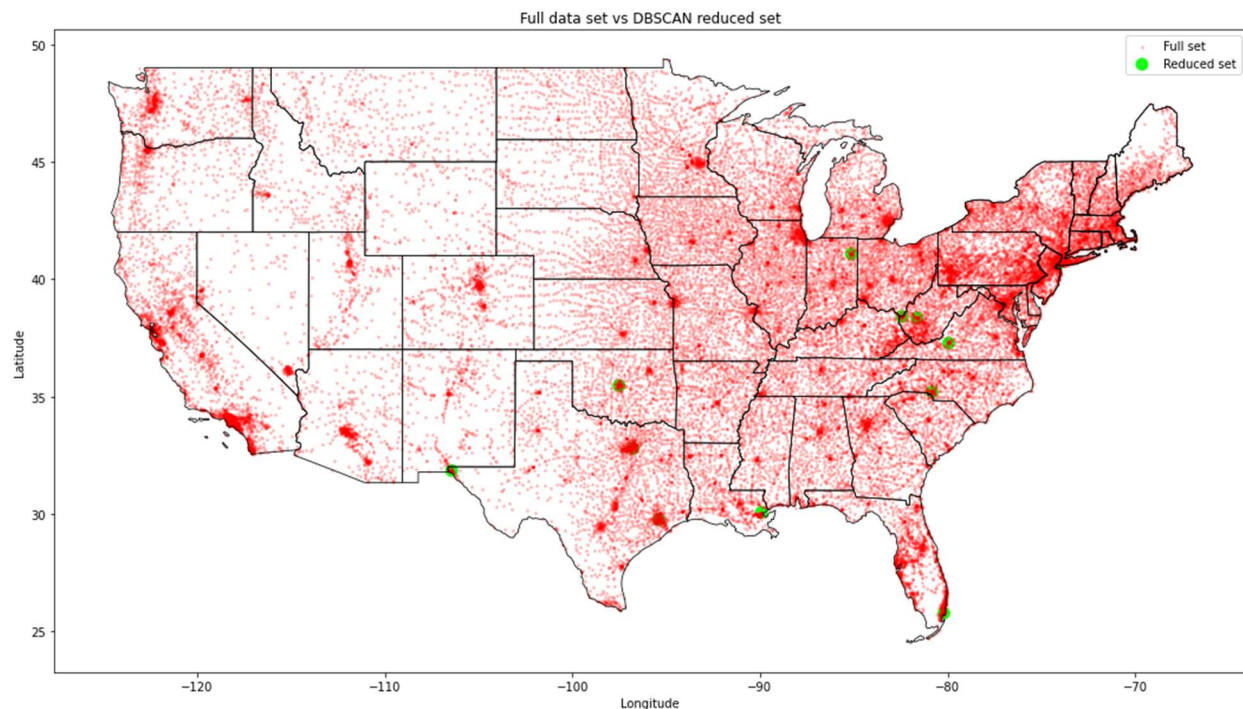 Full data set vs DBSCAN reduced set
Full set
Reduced set
50
45
40
35
30
25
Latitude
−120
−110
−100
−90
−80
−70
Longitude